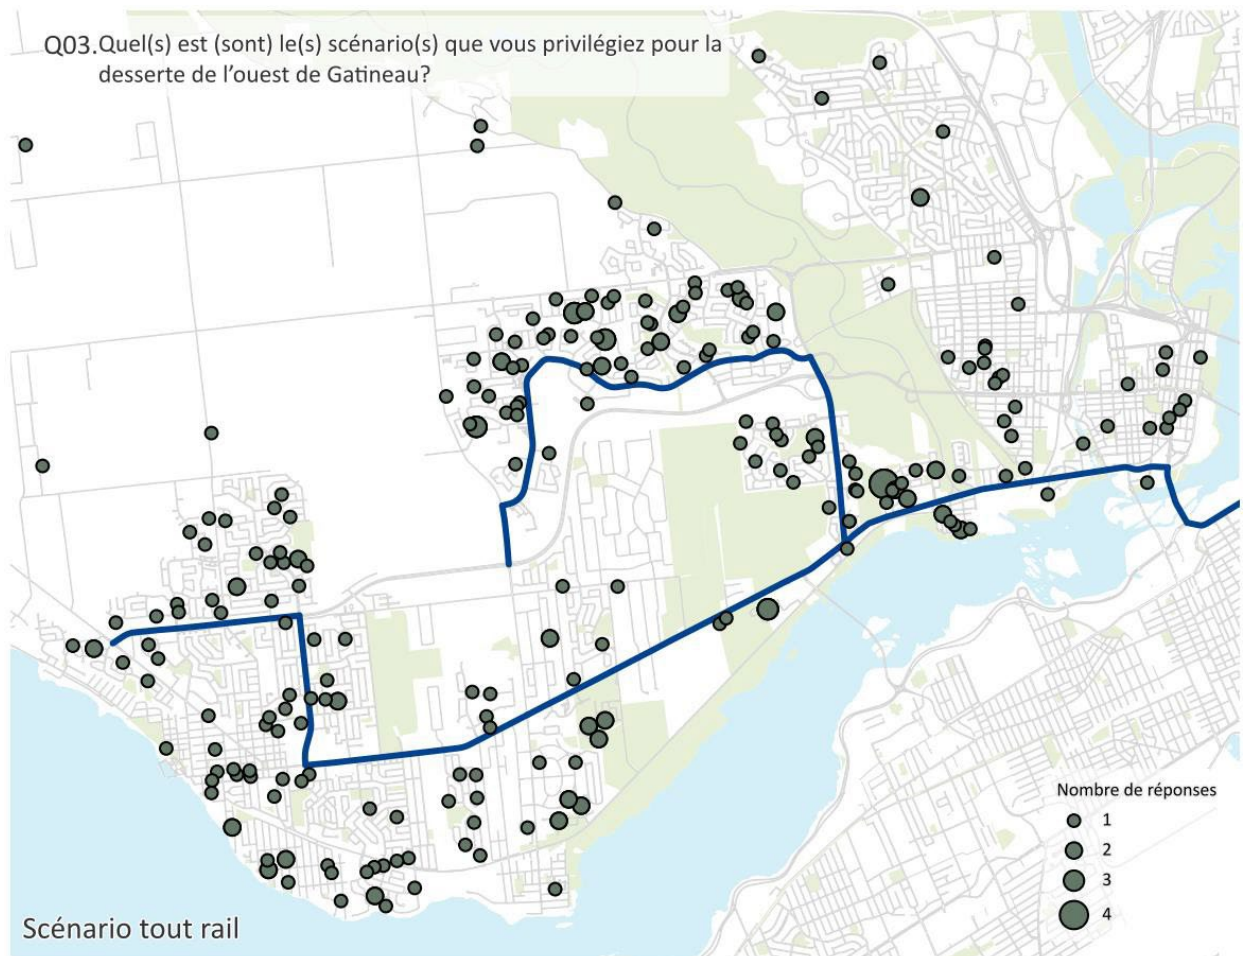 Q03.Quel(s) est (sont) le(s) scénario(s) que vous privilégiez pour la
desserte de l'ouest de Gatineau?
Nombre de réponses
1
2
3
4
Scénario tout rail